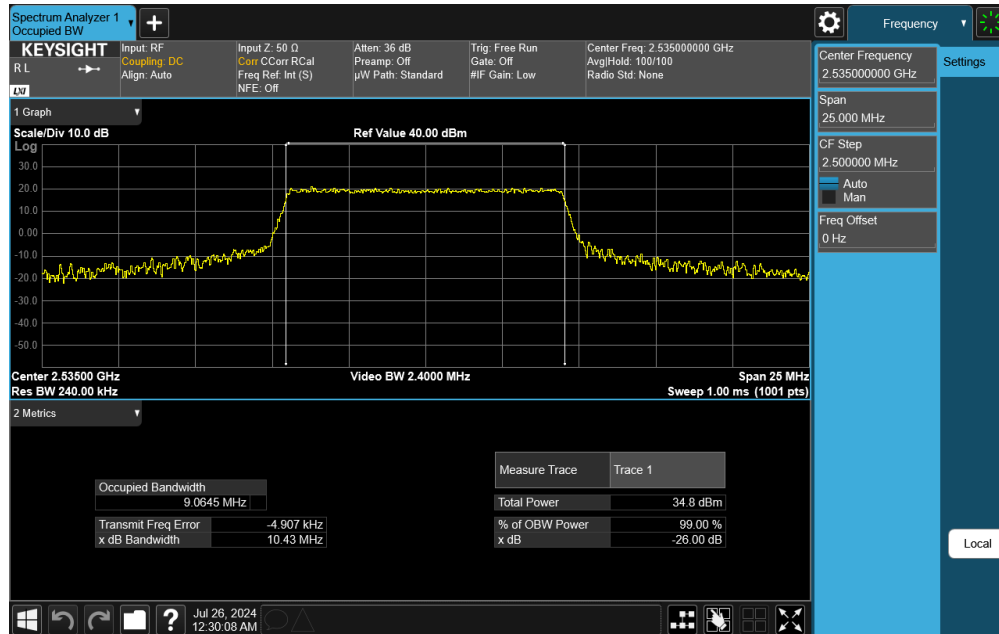 Spectrum Analyzer 1
Occupied BW
Frequency
KEYSIGHT
R L
LXI
Input: RF
Coupling: DC
Align: Auto
Input Z: 50 Ω
Corr CCorr RCal
Freq Ref: Int (S)
NFE: Off
Atten: 36 dB
Preamp: Off
µW Path: Standard
Trig: Free Run
Gate: Off
#IF Gain: Low
Center Freq: 2.535000000 GHz
Avg|Hold: 100/100
Radio Std: None
Center Frequency
2.535000000 GHz
Settings
Span
25.000 MHz
CF Step
2.500000 MHz
Auto
Man
Freq Offset
0 Hz
1 Graph
Scale/Div 10.0 dB
Ref Value 40.00 dBm
Log
30.0
20.0
10.0
0.00
-10.0
-20.0
-30.0
-40.0
-50.0
Center 2.53500 GHz
Video BW 2.4000 MHz
Span 25 MHz
Res BW 240.00 kHz
Sweep 1.00 ms (1001 pts)
2 Metrics
Measure Trace
Trace 1
Occupied Bandwidth
9.0645 MHz
Total Power
34.8 dBm
Transmit Freq Error
-4.907 kHz
% of OBW Power
99.00 %
x dB Bandwidth
10.43 MHz
x dB
-26.00 dB
Local
?
Jul 26, 2024
12:30:08 AM